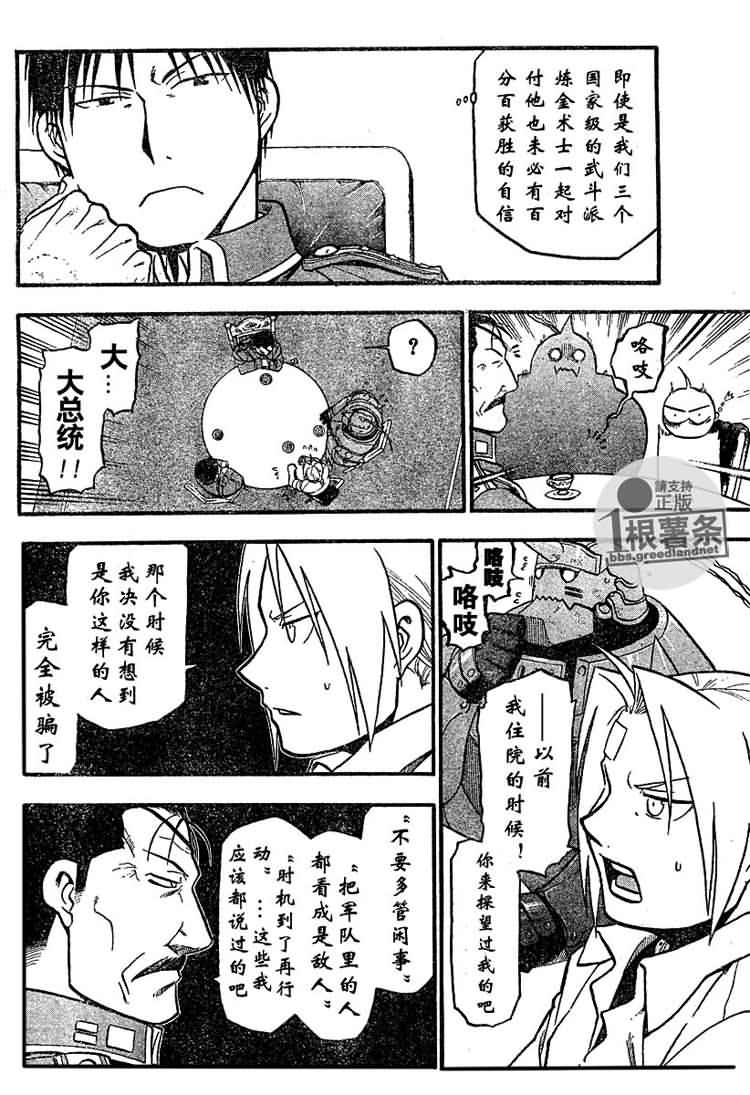 即使是我们三个
国家级的武斗派
炼金术士一起对
付他也未必有百
分百获胜的自信
咯吱
?
大…
大总统!!
請支持
正版
1根薯条
bbs.greedlandnet
咯吱
咯吱
——以前
我住院的时候!
你来探望过
我的吧
那个时候
我决没有想到
是你这样的人
完全被骗了
“不要多管闲事”
“把军队里的人
都看成是敌人”
“时机到了再行
动”…这些我
应该都说过的吧